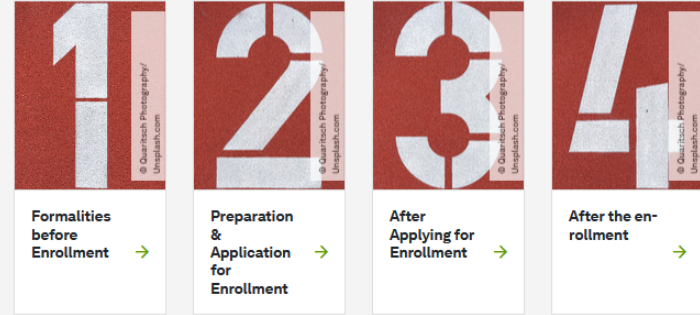 1
© Quaritsch Photography/
Unsplash.com
Formalities
before
Enrollment
2
© Quaritsch Photography/
Unsplash.com
Preparation
&
Application
for
Enrollment
3
© Quaritsch Photography/
Unsplash.com
After
Applying for
Enrollment
4
© Quaritsch Photography/
Unsplash.com
After the en-
rollment